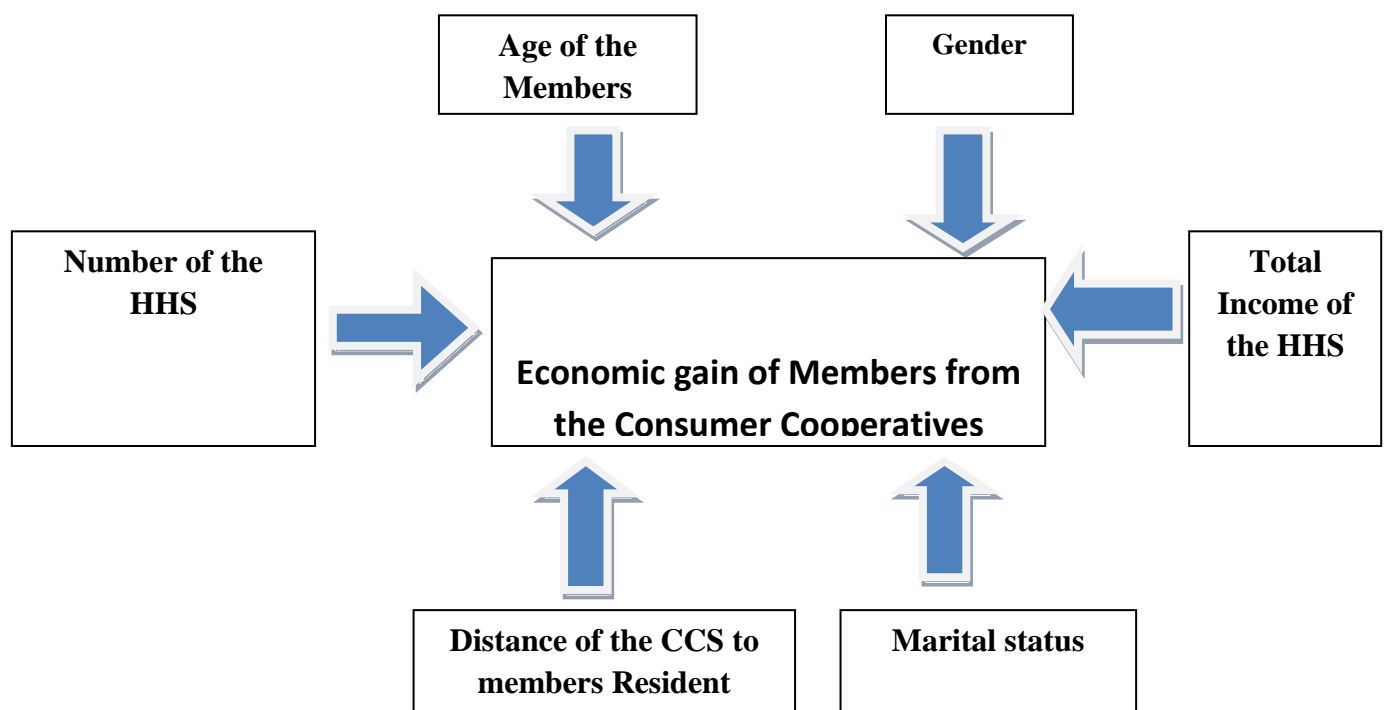 Age of the
Members
Gender
Number of the
HHS
Total
Income of
the HHS
Economic gain of Members from
the Consumer Cooperatives
Distance of the CCS to
members Resident
Marital status